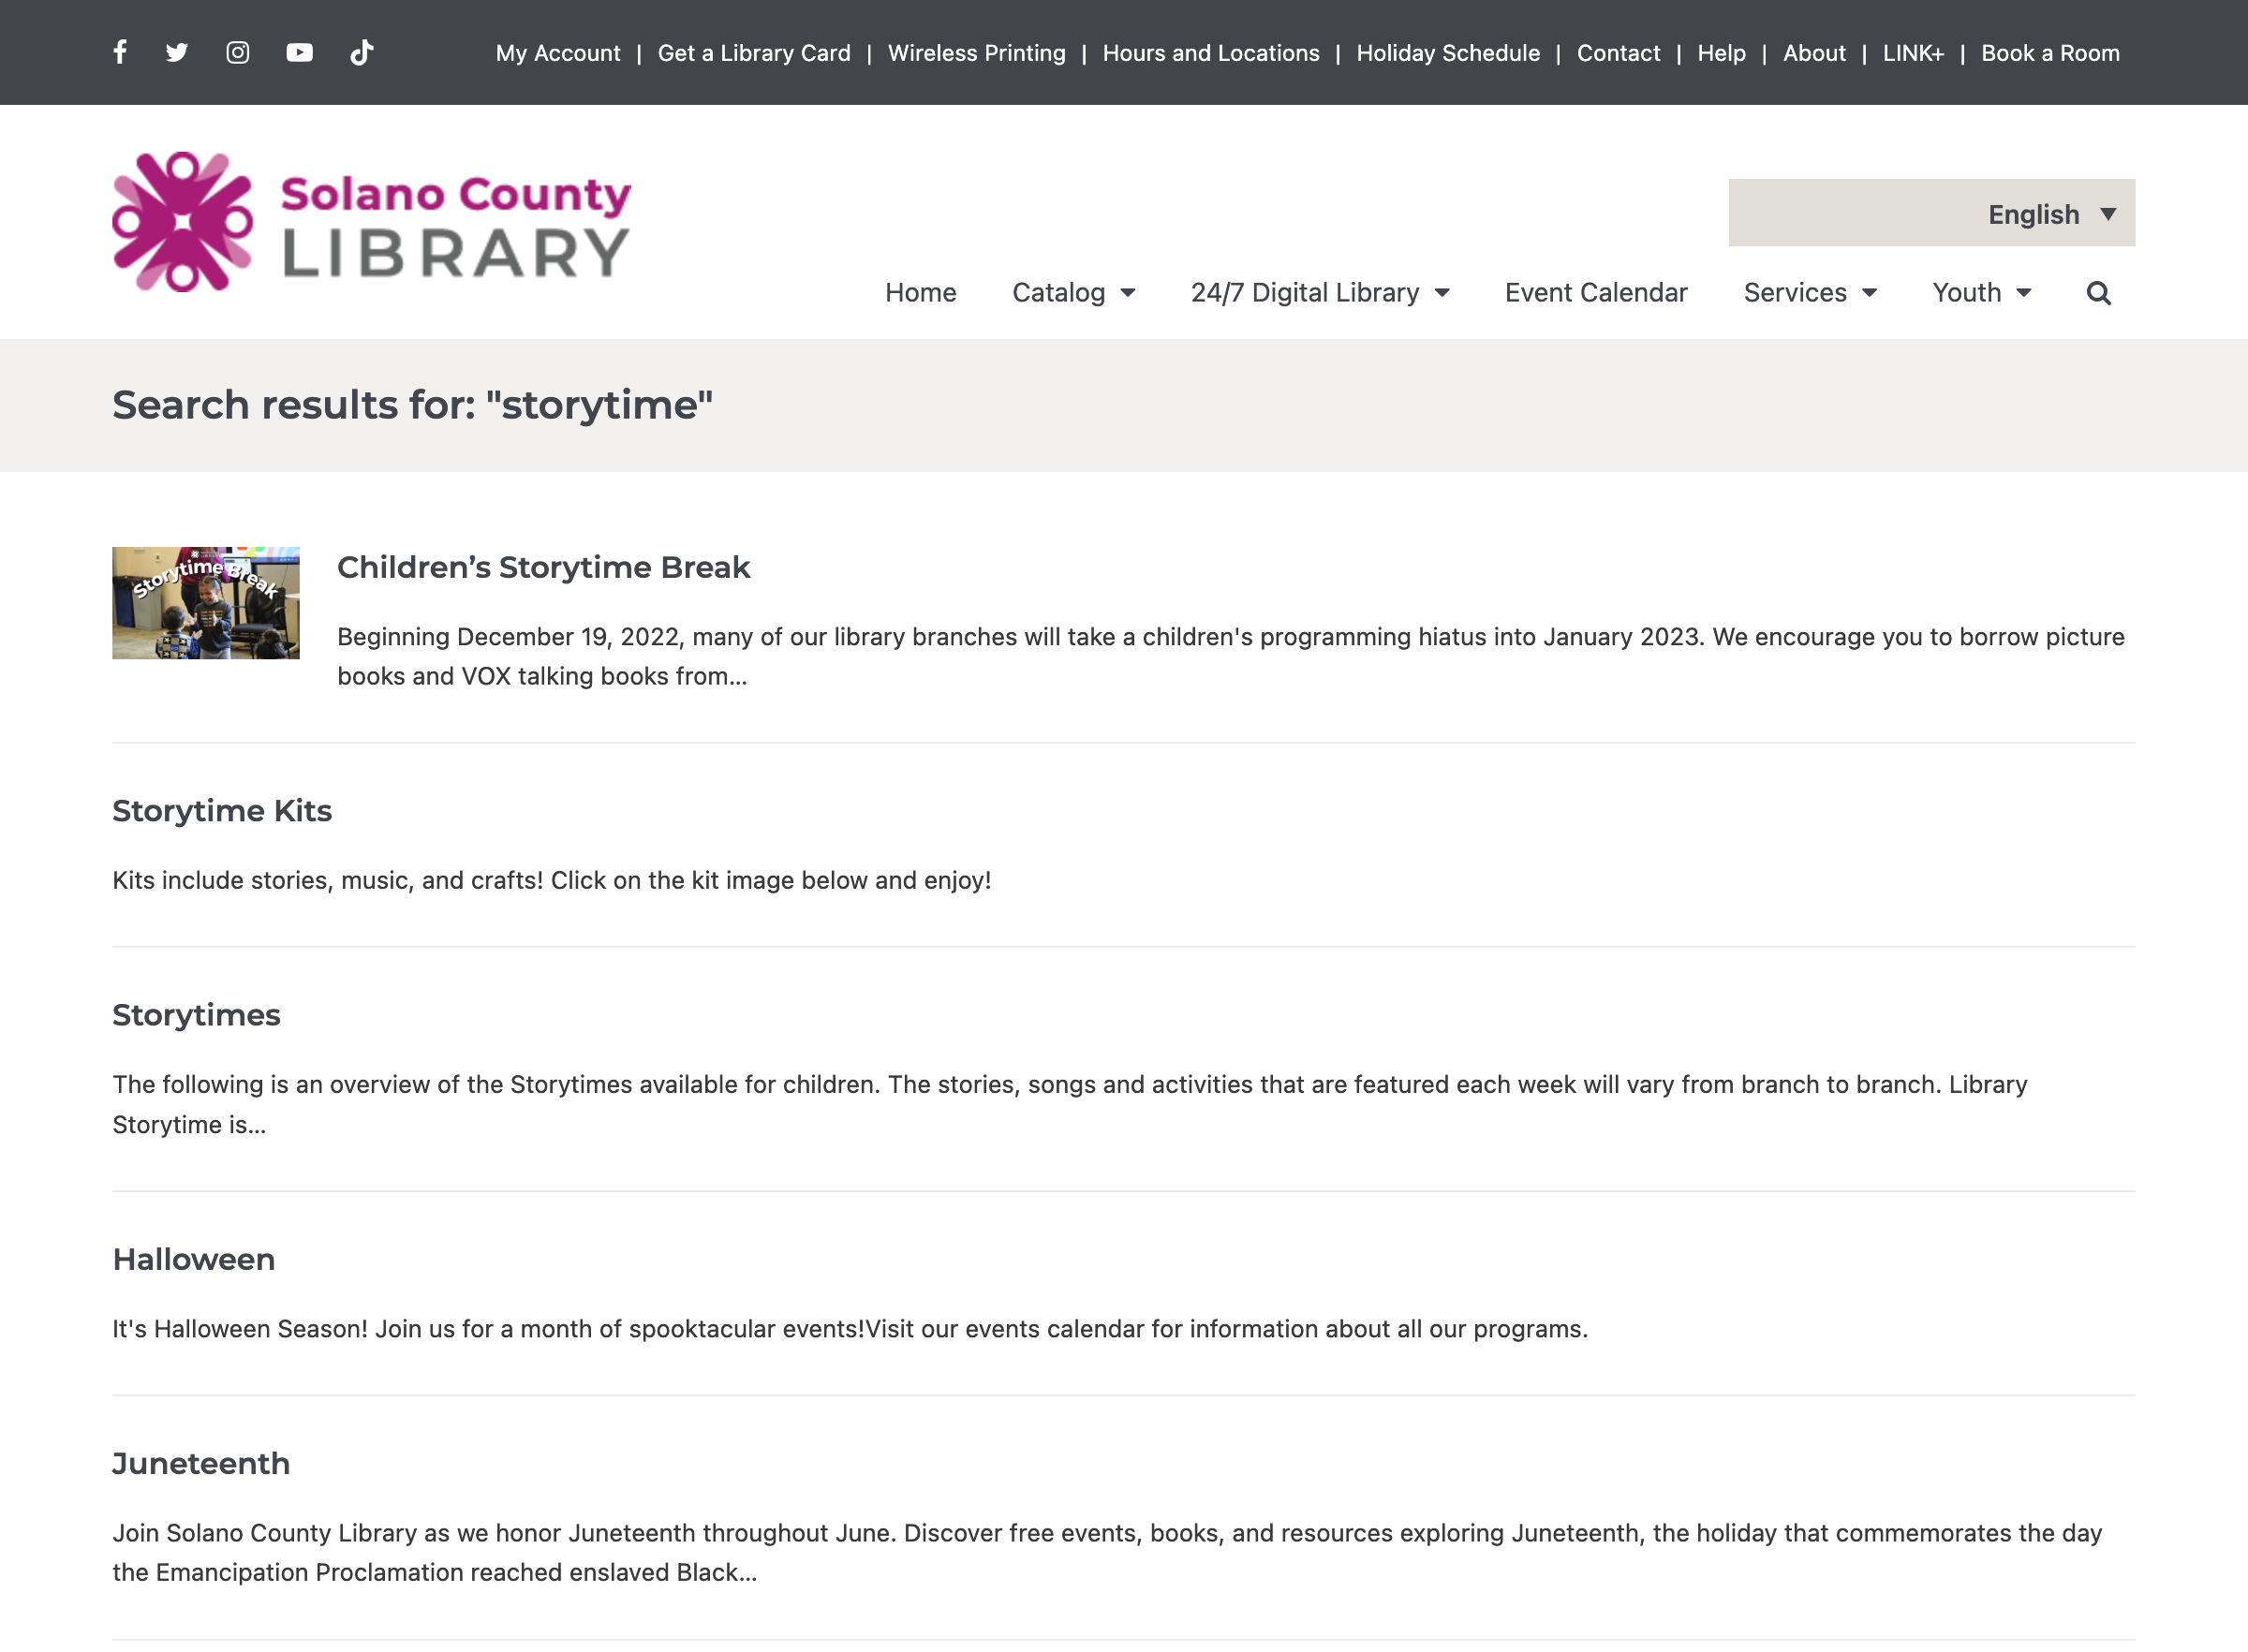 My Account | Get a Library Card | Wireless Printing | Hours and Locations | Holiday Schedule | Contact | Help | About | LINK+ | Book a Room
Solano County
LIBRARY
English
Home Catalog 24/7 Digital Library Event Calendar Services Youth
Search results for: "storytime"
Storytime Break
Children’s Storytime Break
Beginning December 19, 2022, many of our library branches will take a children's programming hiatus into January 2023. We encourage you to borrow picture
books and VOX talking books from...
Storytime Kits
Kits include stories, music, and crafts! Click on the kit image below and enjoy!
Storytimes
The following is an overview of the Storytimes available for children. The stories, songs and activities that are featured each week will vary from branch to branch. Library
Storytime is...
Halloween
It's Halloween Season! Join us for a month of spooktacular events!Visit our events calendar for information about all our programs.
Juneteenth
Join Solano County Library as we honor Juneteenth throughout June. Discover free events, books, and resources exploring Juneteenth, the holiday that commemorates the day
the Emancipation Proclamation reached enslaved Black...